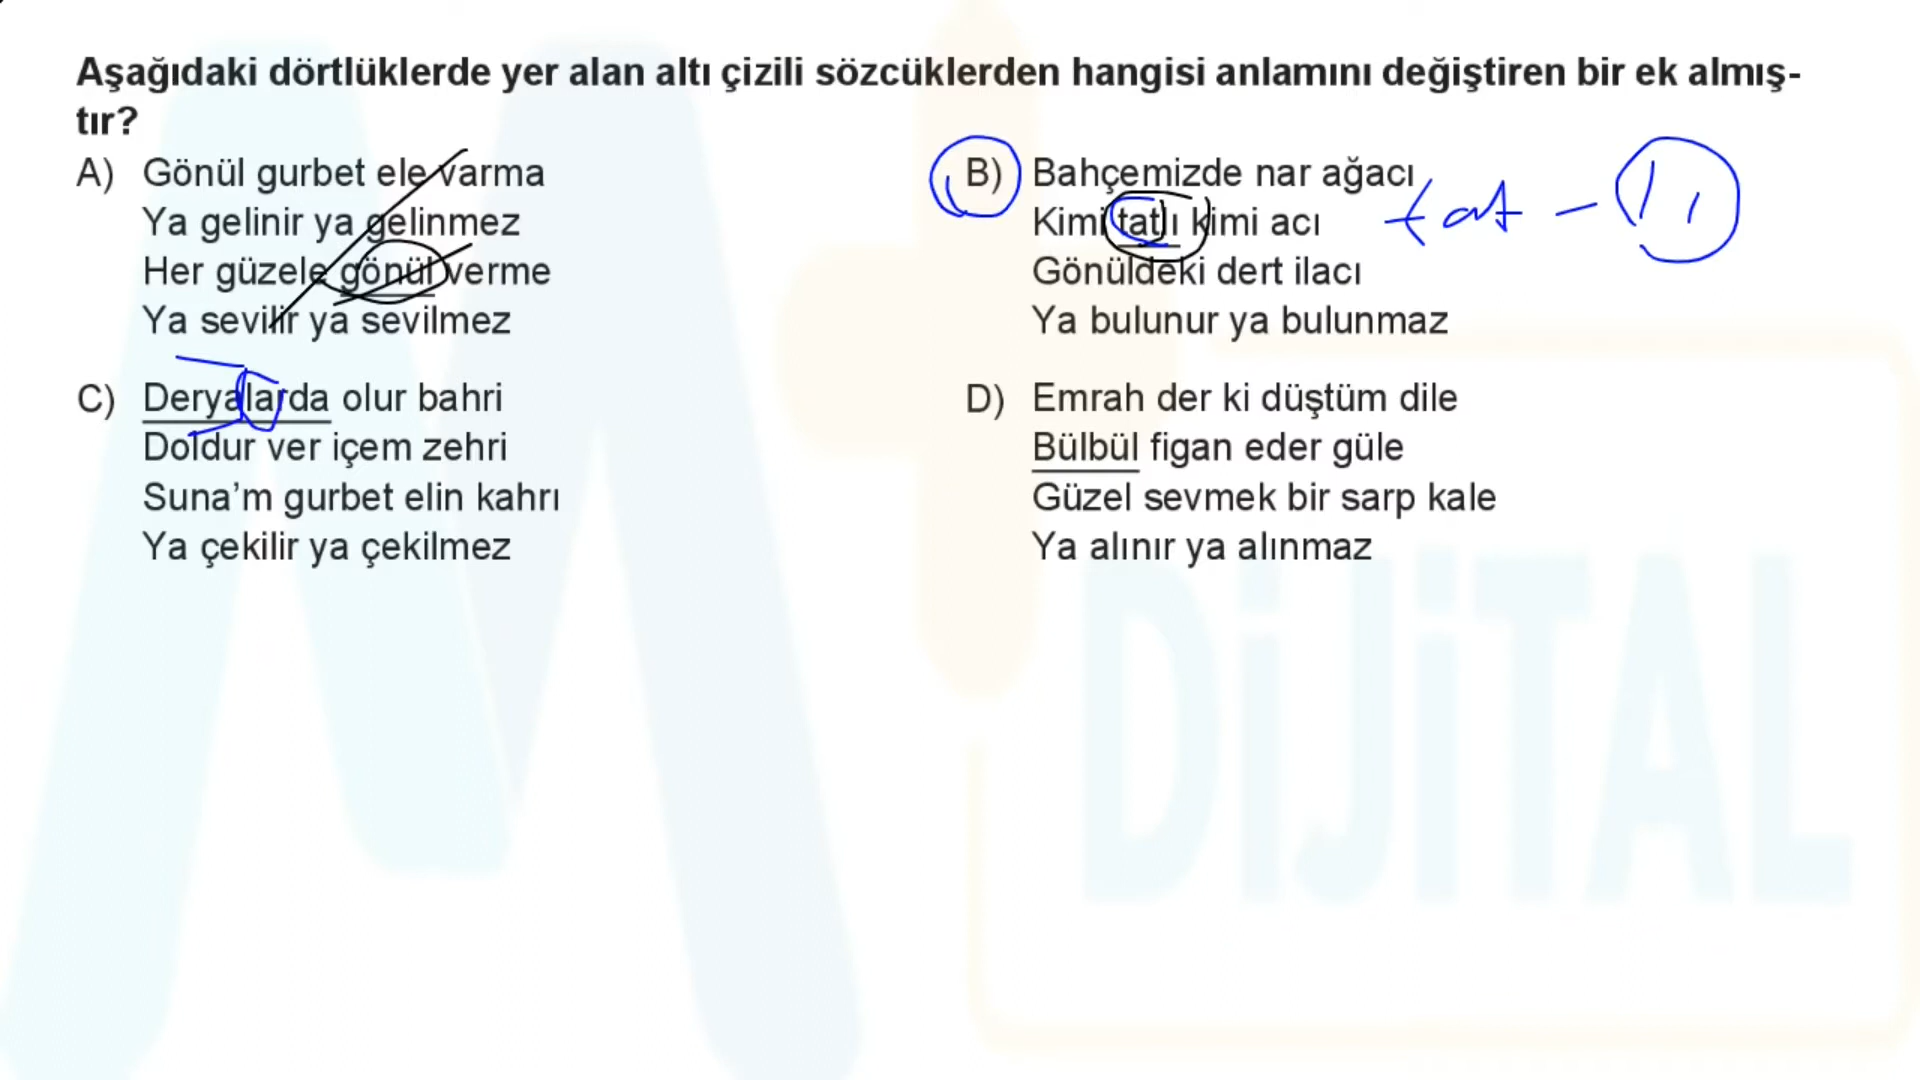 Aşağıdaki dörtlüklerde yer alan altı çizili sözcüklerden hangisi anlamını değiştiren bir ek almış-
tır?
A) Gönül gurbet ele varma
Ya gelinir ya gelinmez
Her güzele gönül verme
Ya sevilir ya sevilmez
B) Bahçemizde nar ağacı
Kimi tatlı kimi acı
Gönüldeki dert ilacı
Ya bulunur ya bulunmaz
tat - lı
C) Deryalarda olur bahri
Doldur ver içem zehri
Suna’m gurbet elin kahrı
Ya çekilir ya çekilmez
D) Emrah der ki düştüm dile
Bülbül figan eder güle
Güzel sevmek bir sarp kale
Ya alınır ya alınmaz
DİJİTAL